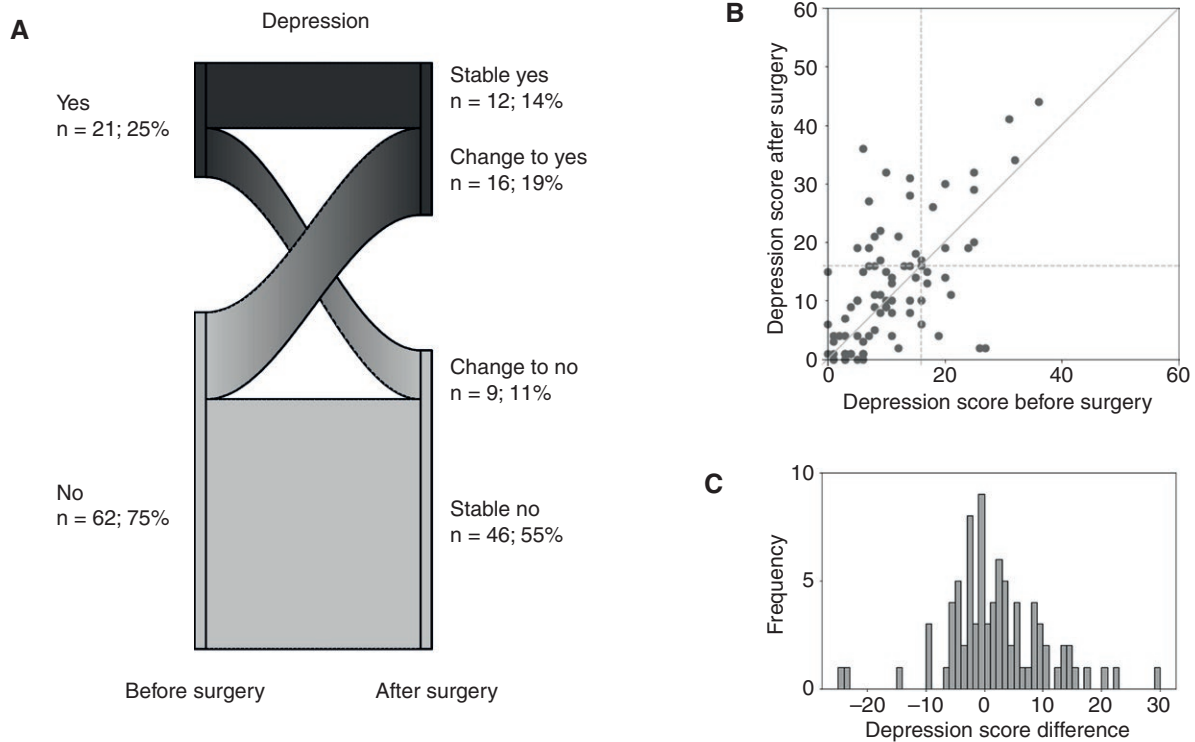 A
Depression
Yes
n = 21; 25%
Stable yes
n = 12; 14%
Change to yes
n = 16; 19%
Change to no
n = 9; 11%
No
n = 62; 75%
Stable no
n = 46; 55%
Before surgery
After surgery
B
Depression score after surgery
60
50
40
30
20
10
0
0
20
40
60
Depression score before surgery
C
Frequency
10
5
0
−20
−10
0
10
20
30
Depression score difference